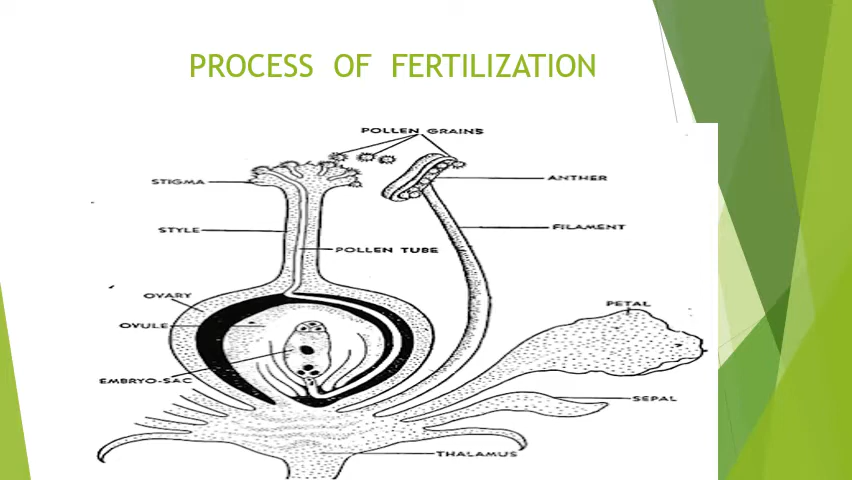 PROCESS OF FERTILIZATION
POLLEN GRAINS
STIGMA
ANTHER
STYLE
FILAMENT
POLLEN TUBE
OVARY
PETAL
OVULE
EMBRYO-SAC
SEPAL
THALAMUS